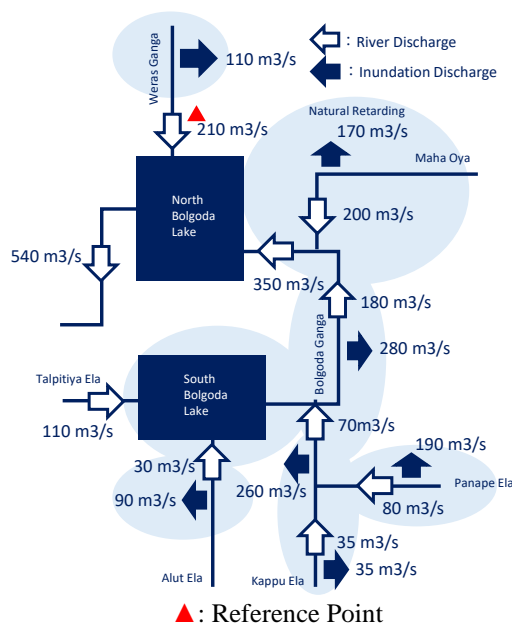 : River Discharge
: Inundation Discharge
Weras Ganga
110 m3/s
210 m3/s
Natural Retarding
170 m3/s
Maha Oya
North
Bolgoda
Lake
200 m3/s
540 m3/s
350 m3/s
180 m3/s
Bolgoda Ganga
280 m3/s
Talpitiya Ela
110 m3/s
South
Bolgoda
Lake
70m3/s
30 m3/s
90 m3/s
260 m3/s
190 m3/s
Panape Ela
80 m3/s
35 m3/s
35 m3/s
Alut Ela
Kappu Ela
: Reference Point